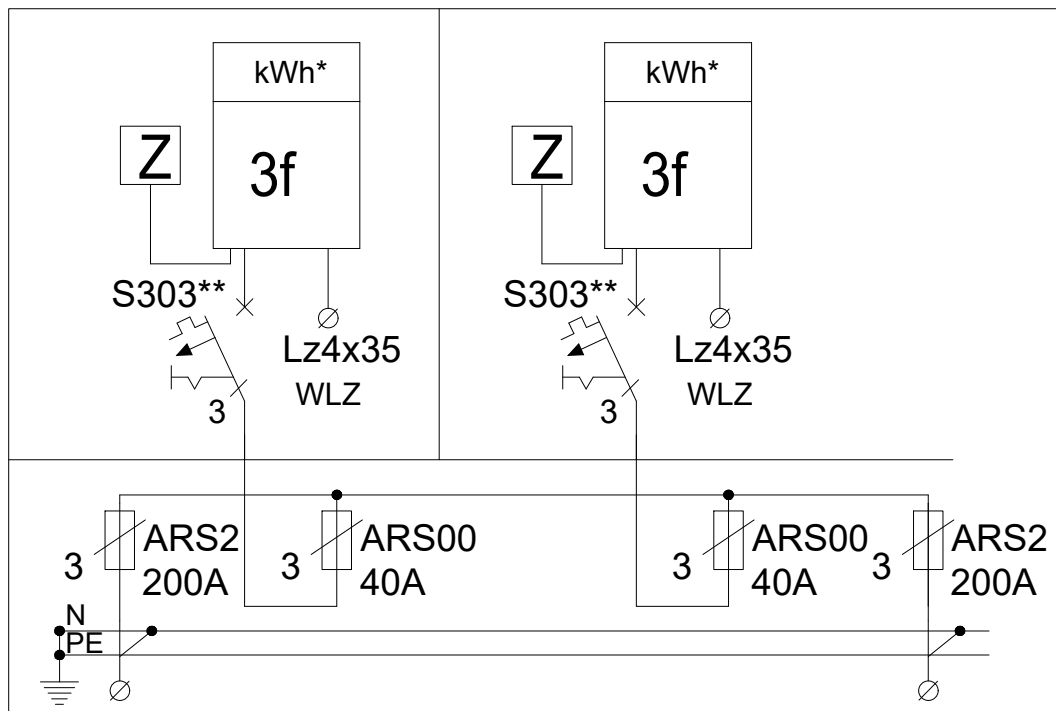 kWh*
Z
3f
S303**
Lz4x35
WLZ
3
kWh*
Z
3f
S303**
Lz4x35
WLZ
3
3
ARS2
200A
3
ARS00
40A
3
ARS00
40A
3
ARS2
200A
N
PE